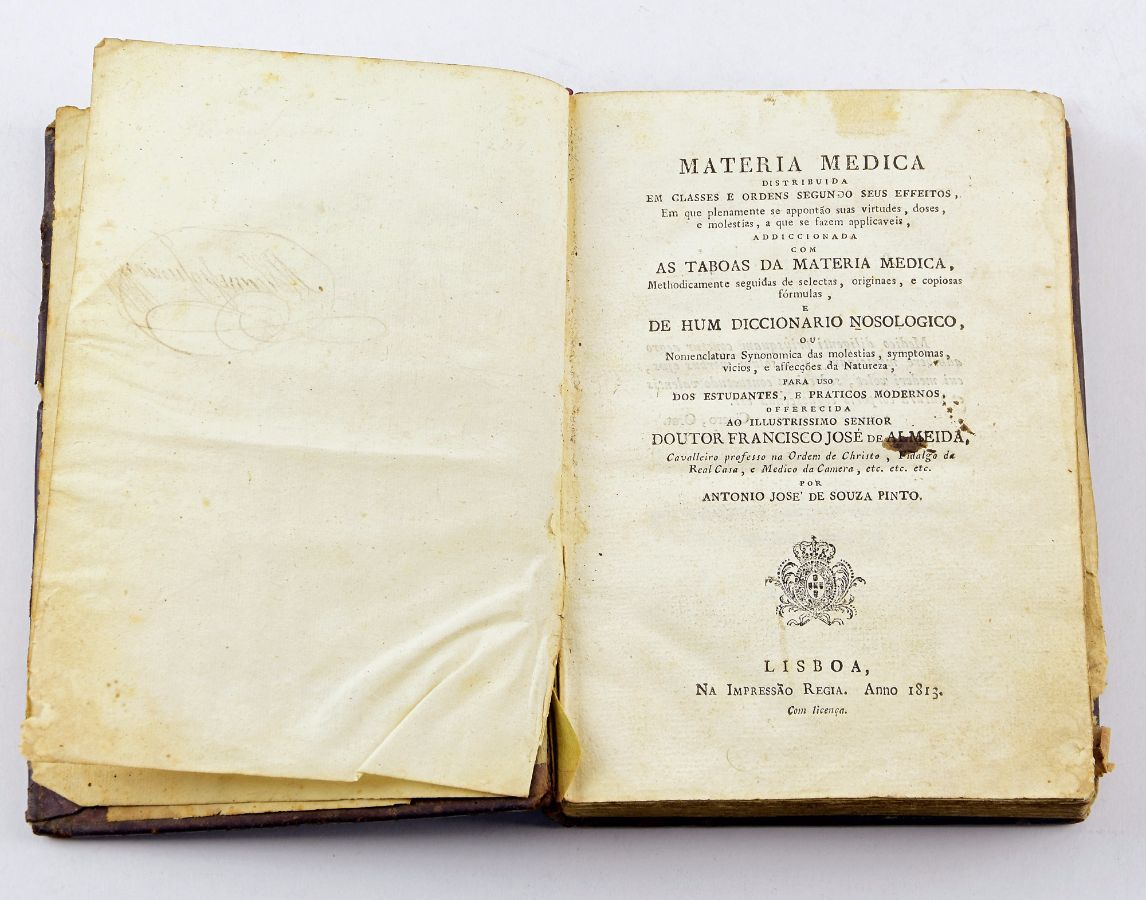 MATERIA MEDICA
DISTRIBUIDA
EM CLASSES E ORDENS SEGUNDO SEUS EFFEITOS,
Em que plenamente se appontão suas virtudes, doses,
e molestias, a que se fazem applicaveis,
ADDICCIONADA
COM
AS TABOAS DA MATERIA MEDICA,
Methodicamente seguidas de selectas, originaes, e copiosas
fórmulas,
E
DE HUM DICCIONARIO NOSOLOGICO,
OU
Nomenclatura Synonomica das molestias, symptomas,
vicios, e affecções da Natureza,
PARA USO
DOS ESTUDANTES, E PRATICOS MODERNOS,
OFFERECIDA
AO ILLUSTRISSIMO SENHOR
DOUTOR FRANCISCO JOSÉ DE ALMEIDA,
Cavalleiro professo na Ordem de Christo, Fidalgo da
Real Casa, e Medico da Camera, etc. etc. etc.
POR
ANTONIO JOSE' DE SOUZA PINTO.
LISBOA,
NA IMPRESSÃO REGIA. ANNO 1813.
Com licença.